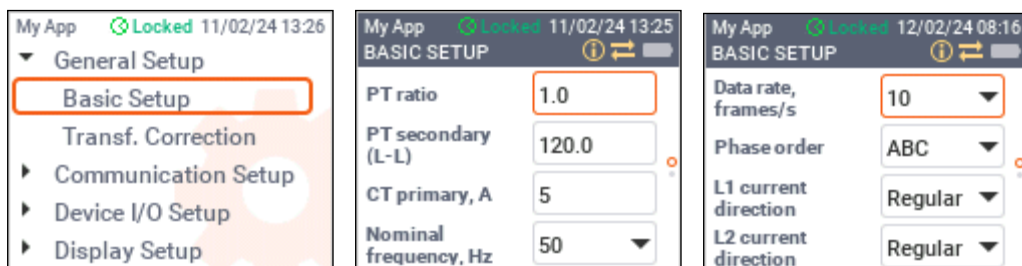 My App Locked 11/02/24 13:26
General Setup
Basic Setup
Transf. Correction
Communication Setup
Device I/O Setup
Display Setup
My App Locked 11/02/24 13:25
BASIC SETUP
PT ratio 1.0
PT secondary
(L-L) 120.0
CT primary, A 5
Nominal
frequency, Hz 50
My App Locked 12/02/24 08:16
BASIC SETUP
Data rate,
frames/s 10
Phase order ABC
L1 current
direction Regular
L2 current
direction Regular